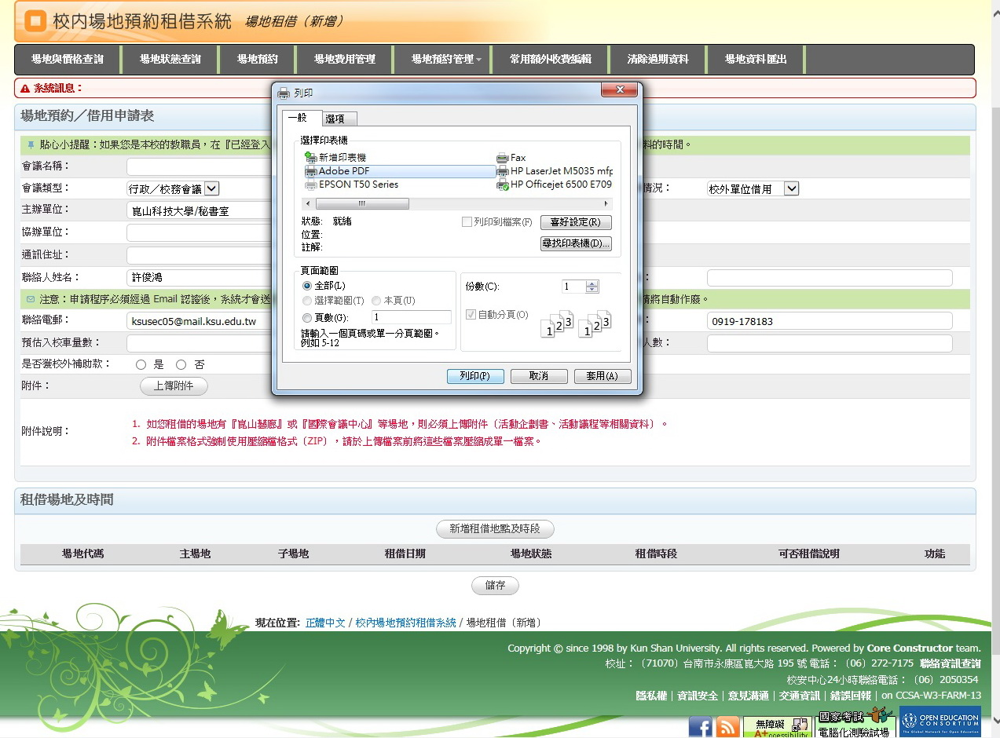 校內場地預約租借系統 場地租借（新增）
場地與價格查詢 場地狀態查詢 場地預約 場地費用管理 場地預約管理 常用額外收費編輯 清除過期資料 場地資料匯出
系統訊息：
場地預約／借用申請表
貼心小提醒：如果您是本校的教職員，在『已經登入
料的時間。
會議名稱：
會議類型： 行政／校務會議
情況： 校外單位借用
主辦單位： 崑山科技大學/秘書室
協辦單位：
通訊住址：
聯絡人姓名： 許俊鴻
：
注意：申請程序必須經過 Email 認證後，系統才會送
請將自動作廢。
聯絡電郵： ksusec05@mail.ksu.edu.tw
： 0919-178183
預估入校車量數：
人數：
是否獲校外補助款： 是 否
附件： 上傳附件
附件說明：
1. 如您租借的場地有『崑山藝廊』或『國際會議中心』等場地，則必須上傳附件（活動企劃書、活動議程等相關資料）。
2. 附件檔案格式強制使用壓縮檔格式（ZIP），請於上傳檔案前將這些檔案壓縮成單一檔案。
列印
一般 選項
選擇印表機
新增印表機 Fax
Adobe PDF HP LaserJet M5035 mfp
EPSON T50 Series HP Officejet 6500 E709
狀態： 就緒
位置：
註解：
列印到檔案(F) 喜好設定(R)
尋找印表機(D)...
頁面範圍
全部(L)
選擇範圍(T) 本頁(U)
頁數(G): 1
請輸入一個頁碼或單一分頁範圍。
例如 5-12
份數(C): 1
自動分頁(O)
1 2 3 1 2 3
列印(P) 取消 套用(A)
租借場地及時間
新增租借地點及時段
場地代碼 主場地 子場地 租借日期 場地狀態 租借時段 可否租借說明 功能
儲存
現在位置: 正體中文 / 校內場地預約租借系統 / 場地租借（新增）
Copyright © since 1998 by Kun Shan University. All rights reserved. Powered by Core Constructor team.
校址：（71070）台南市永康區崑大路 195 號 電話：（06）272-7175 聯絡資訊查詢
校安中心24小時聯絡電話：（06）2050354
隱私權 | 資訊安全 | 意見溝通 | 交通資訊 | 錯誤回報 | on CCSA-W3-FARM-13
無障礙
A+ccessibility
國家考試
電腦化測驗試場
OPEN EDUCATION
CONSORTIUM
The Global Network for Open Education